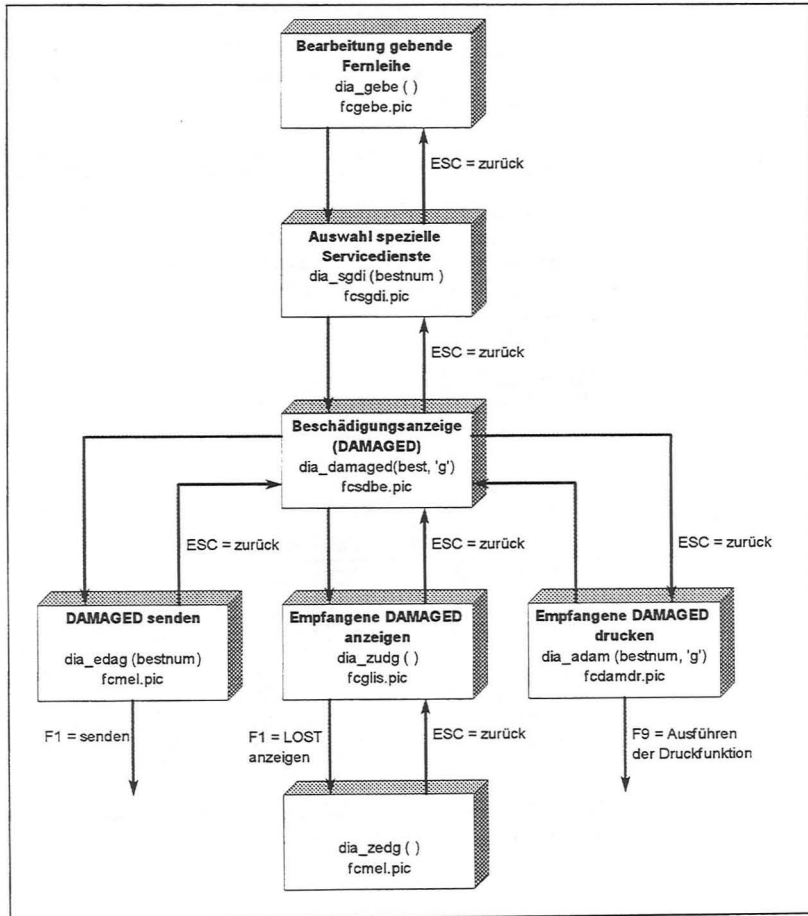 Bearbeitung gebende
Fernleihe
dia_gebe ( )
fcgebe.pic
ESC = zurück
Auswahl spezielle
Servicedienste
dia_sgdi (bestnum )
fcsgdi.pic
ESC = zurück
Beschädigungsanzeige
(DAMAGED)
dia_damaged(best, 'g')
fcsdbe.pic
ESC = zurück
ESC = zurück
ESC = zurück
DAMAGED senden
dia_edag (bestnum)
fcmel.pic
Empfangene DAMAGED
anzeigen
dia_zudg ( )
fcglis.pic
Empfangene DAMAGED
drucken
dia_adam (bestnum, 'g')
fcdamdr.pic
F1 = senden
F1 = LOST
anzeigen
ESC = zurück
F9 = Ausführen
der Druckfunktion
dia_zedg ( )
fcmel.pic